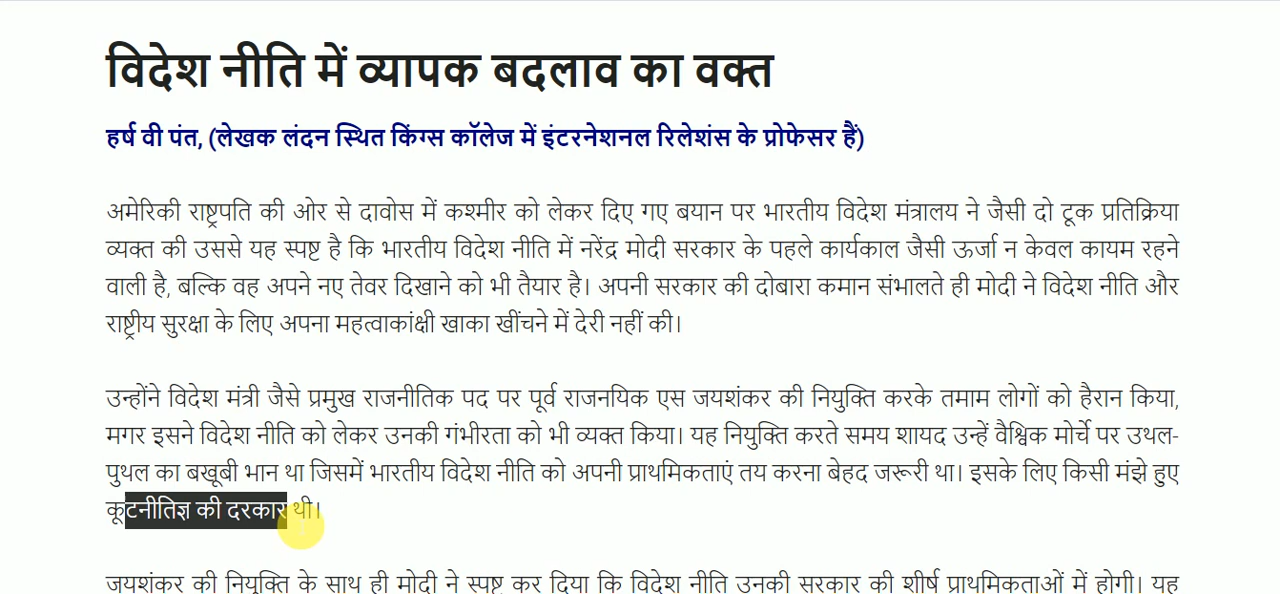 विदेश नीति में व्यापक बदलाव का वक्त
हर्ष वी पंत, (लेखक लंदन स्थित किंग्स कॉलेज में इंटरनेशनल रिलेशंस के प्रोफेसर हैं)
अमेरिकी राष्ट्रपति की ओर से दावोस में कश्मीर को लेकर दिए गए बयान पर भारतीय विदेश मंत्रालय ने जैसी दो टूक प्रतिक्रिया
व्यक्त की उससे यह स्पष्ट है कि भारतीय विदेश नीति में नरेंद्र मोदी सरकार के पहले कार्यकाल जैसी ऊर्जा न केवल कायम रहने
वाली है, बल्कि वह अपने नए तेवर दिखाने को भी तैयार है। अपनी सरकार की दोबारा कमान संभालते ही मोदी ने विदेश नीति और
राष्ट्रीय सुरक्षा के लिए अपना महत्वाकांक्षी खाका खींचने में देरी नहीं की।
उन्होंने विदेश मंत्री जैसे प्रमुख राजनीतिक पद पर पूर्व राजनयिक एस जयशंकर की नियुक्ति करके तमाम लोगों को हैरान किया,
मगर इसने विदेश नीति को लेकर उनकी गंभीरता को भी व्यक्त किया। यह नियुक्ति करते समय शायद उन्हें वैश्विक मोर्चे पर उथल-
पुथल का बखूबी भान था जिसमें भारतीय विदेश नीति को अपनी प्राथमिकताएं तय करना बेहद जरूरी था। इसके लिए किसी मंझे हुए
कूटनीतिज्ञ की दरकार थी।
जयशंकर की नियुक्ति के साथ ही मोदी ने स्पष्ट कर दिया कि विदेश नीति उनकी सरकार की शीर्ष प्राथमिकताओं में होगी। यह